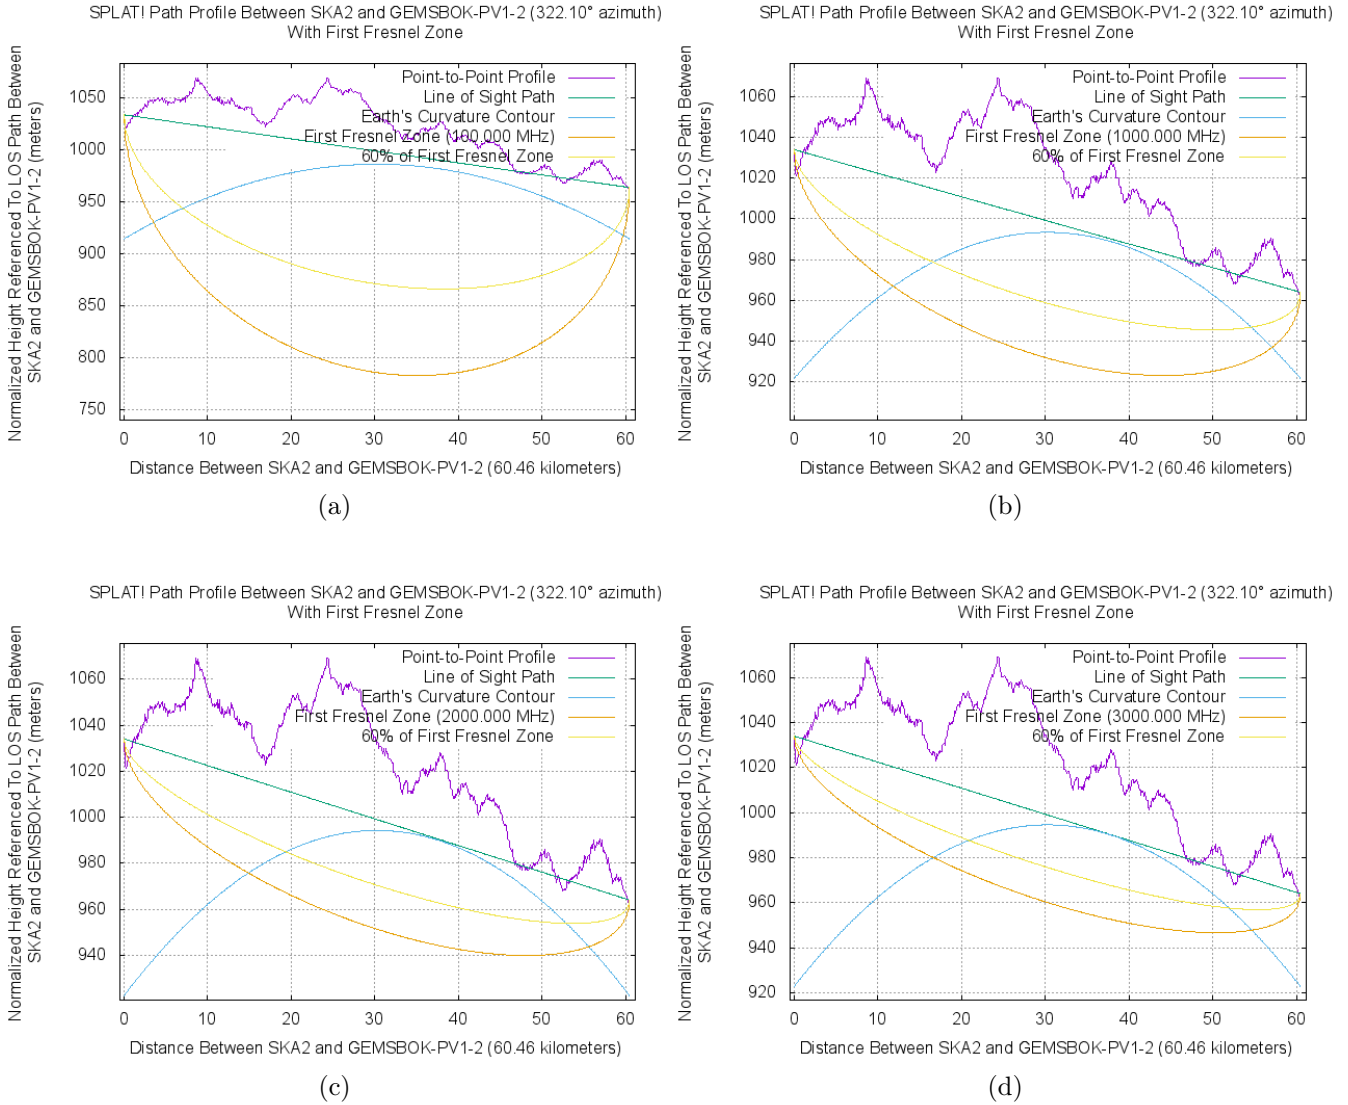 SPLAT! Path Profile Between SKA2 and GEMSBOK-PV1-2 (322.10° azimuth)
With First Fresnel Zone
Normalized Height Referenced To LOS Path Between
SKA2 and GEMSBOK-PV1-2 (meters)
Point-to-Point Profile
Line of Sight Path
Earth's Curvature Contour
First Fresnel Zone (100.000 MHz)
60% of First Fresnel Zone
1050
1000
950
900
850
800
750
0 10 20 30 40 50 60
Distance Between SKA2 and GEMSBOK-PV1-2 (60.46 kilometers)
(a)
SPLAT! Path Profile Between SKA2 and GEMSBOK-PV1-2 (322.10° azimuth)
With First Fresnel Zone
Normalized Height Referenced To LOS Path Between
SKA2 and GEMSBOK-PV1-2 (meters)
Point-to-Point Profile
Line of Sight Path
Earth's Curvature Contour
First Fresnel Zone (1000.000 MHz)
60% of First Fresnel Zone
1060
1040
1020
1000
980
960
940
920
0 10 20 30 40 50 60
Distance Between SKA2 and GEMSBOK-PV1-2 (60.46 kilometers)
(b)
SPLAT! Path Profile Between SKA2 and GEMSBOK-PV1-2 (322.10° azimuth)
With First Fresnel Zone
Normalized Height Referenced To LOS Path Between
SKA2 and GEMSBOK-PV1-2 (meters)
Point-to-Point Profile
Line of Sight Path
Earth's Curvature Contour
First Fresnel Zone (2000.000 MHz)
60% of First Fresnel Zone
1060
1040
1020
1000
980
960
940
0 10 20 30 40 50 60
Distance Between SKA2 and GEMSBOK-PV1-2 (60.46 kilometers)
(c)
SPLAT! Path Profile Between SKA2 and GEMSBOK-PV1-2 (322.10° azimuth)
With First Fresnel Zone
Normalized Height Referenced To LOS Path Between
SKA2 and GEMSBOK-PV1-2 (meters)
Point-to-Point Profile
Line of Sight Path
Earth's Curvature Contour
First Fresnel Zone (3000.000 MHz)
60% of First Fresnel Zone
1060
1040
1020
1000
980
960
940
920
0 10 20 30 40 50 60
Distance Between SKA2 and GEMSBOK-PV1-2 (60.46 kilometers)
(d)